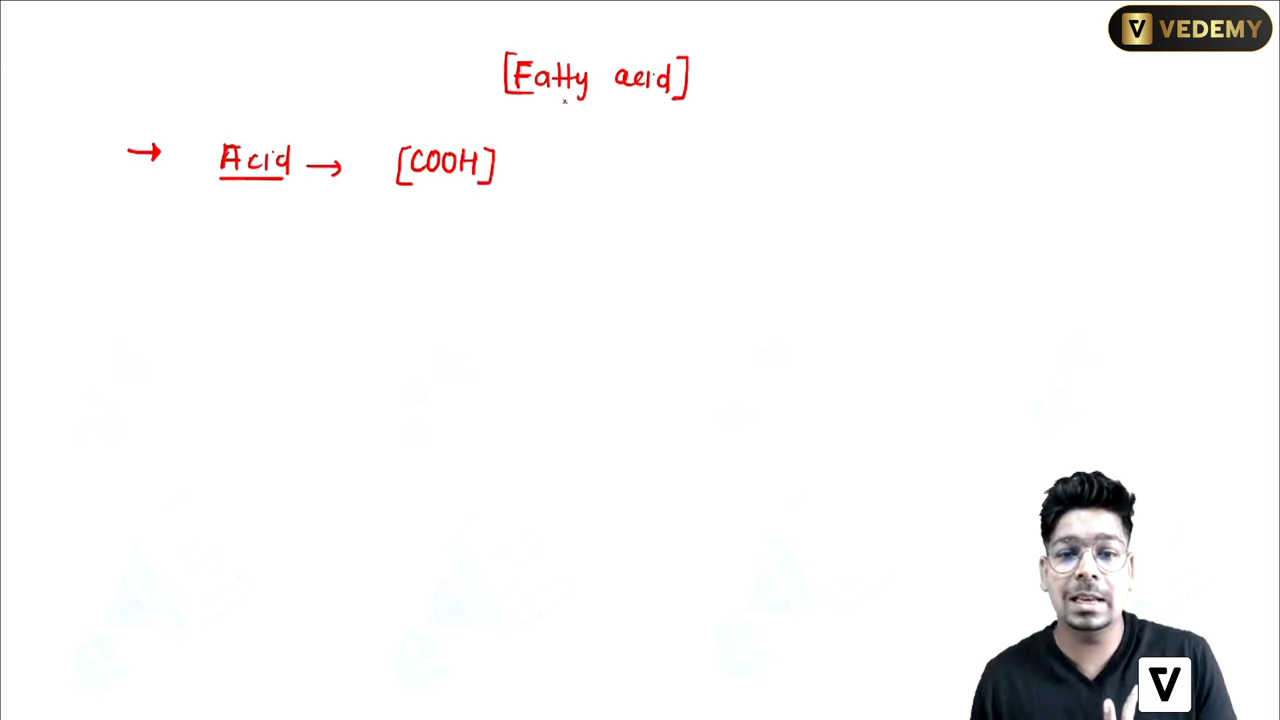 VEDEMY
[Fatty acid]
→ Acid → [COOH]